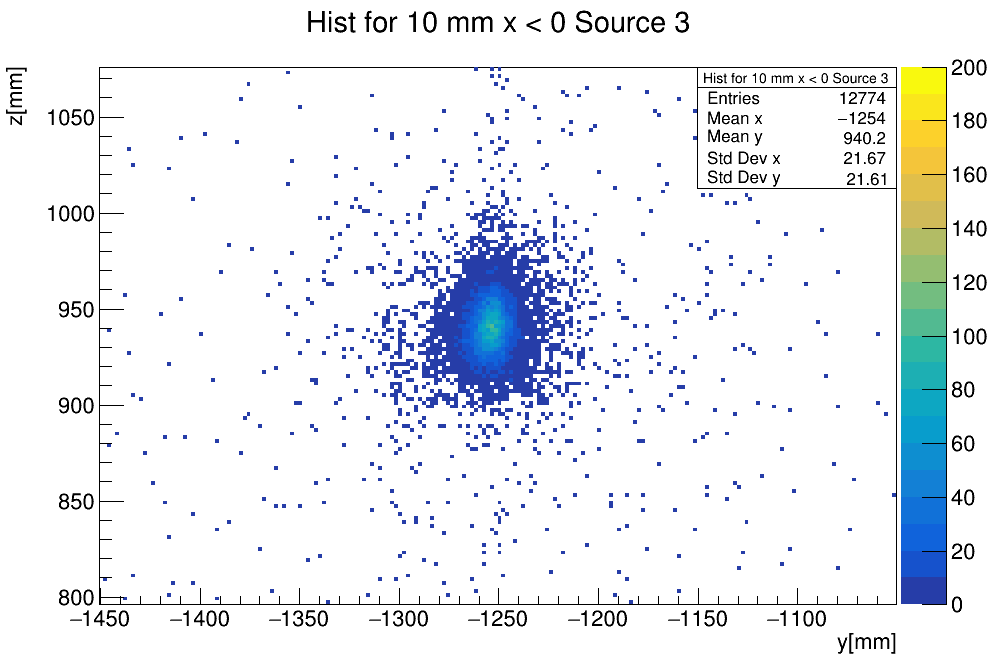 Hist for 10 mm x < 0 Source 3
z[mm]
Hist for 10 mm x < 0 Source 3
Entries 12774
Mean x −1254
Mean y 940.2
Std Dev x 21.67
Std Dev y 21.61
1050
1000
950
900
850
800
200
180
160
140
120
100
80
60
40
20
0
−1450 −1400 −1350 −1300 −1250 −1200 −1150 −1100
y[mm]